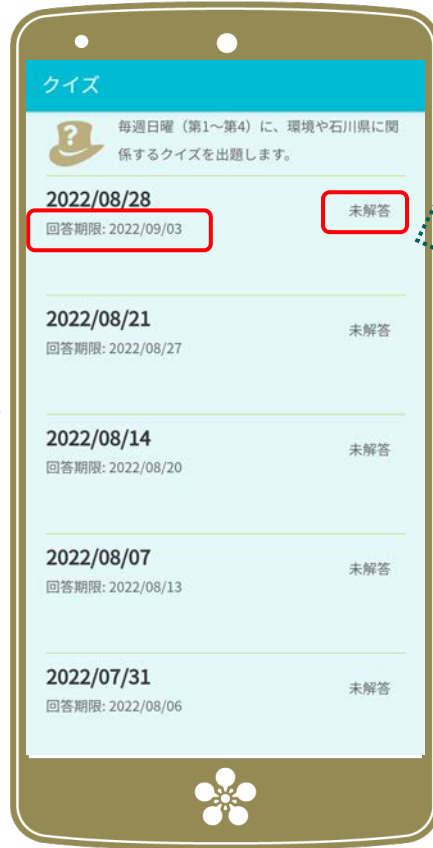 クイズ
毎週日曜（第1～第4）に、環境や石川県に関
係するクイズを出題します。
2022/08/28
未解答
回答期限: 2022/09/03
2022/08/21
未解答
回答期限: 2022/08/27
2022/08/14
未解答
回答期限: 2022/08/20
2022/08/07
未解答
回答期限: 2022/08/13
2022/07/31
未解答
回答期限: 2022/08/06